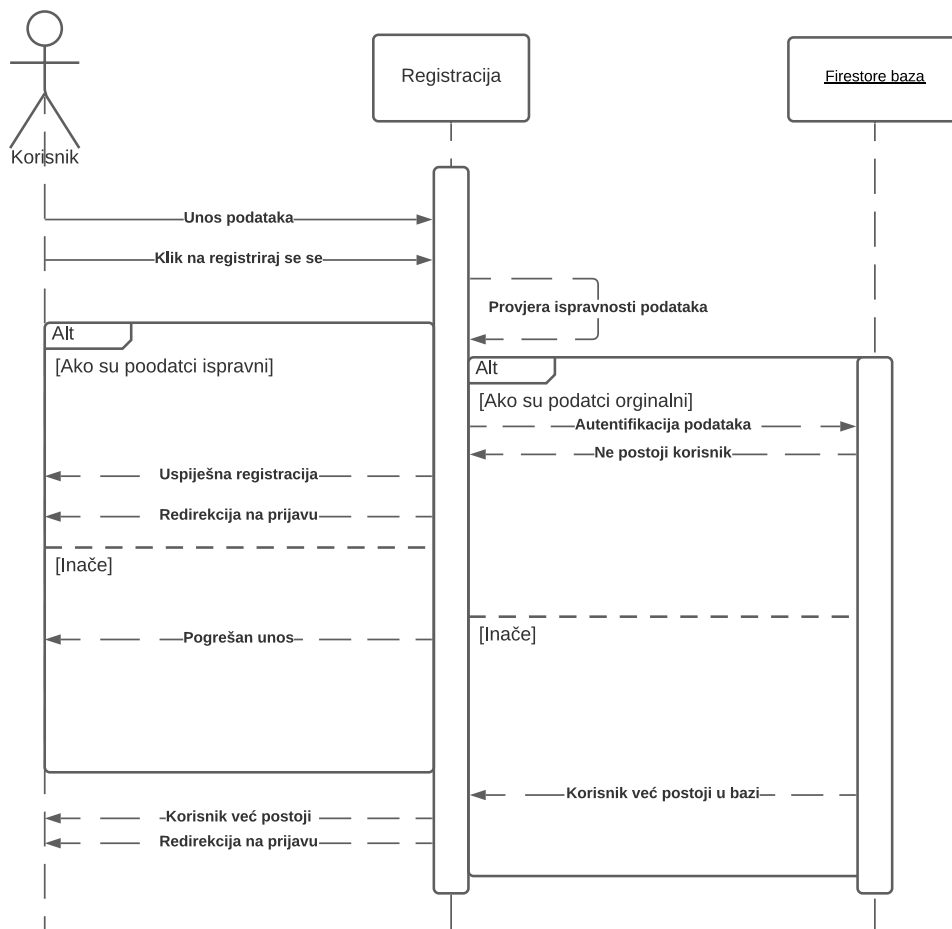 Korisnik
Registracija
Firestore baza
Unos podataka
Klik na registriraj se se
Provjera ispravnosti podataka
Alt
[Ako su poodatci ispravni]
Alt
[Ako su podatci orginalni]
Autentifikacija podataka
Ne postoji korisnik
Uspiješna registracija
Redirekcija na prijavu
[Inače]
Pogrešan unos
[Inače]
Korisnik već postoji u bazi
Korisnik već postoji
Redirekcija na prijavu